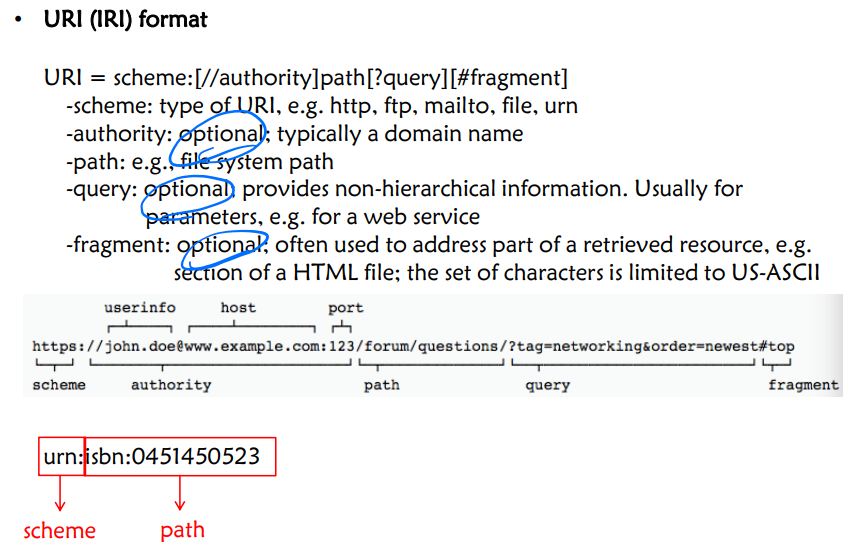 • URI (IRI) format
URI = scheme:[//authority]path[?query][#fragment]
-scheme: type of URI, e.g. http, ftp, mailto, file, urn
-authority: optional; typically a domain name
-path: e.g., file system path
-query: optional; provides non-hierarchical information. Usually for
parameters, e.g. for a web service
-fragment: optional; often used to address part of a retrieved resource, e.g.
section of a HTML file; the set of characters is limited to US-ASCII
userinfo host port
https://john.doe@www.example.com:123/forum/questions/?tag=networking&order=newest#top
scheme authority path query fragment
urn:isbn:0451450523
scheme path